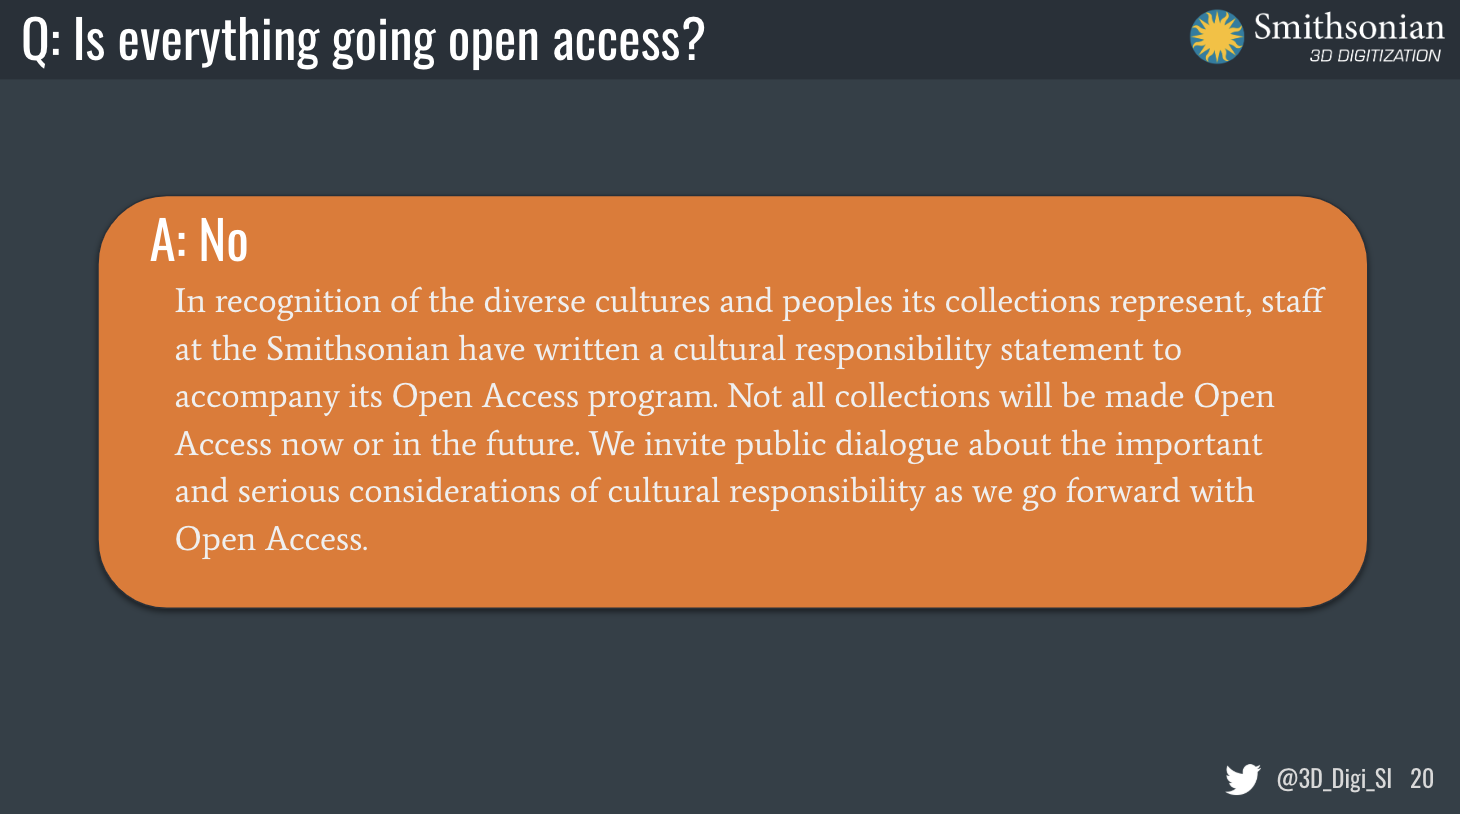 Q: Is everything going open access?
Smithsonian
3D DIGITIZATION
A: No
In recognition of the diverse cultures and peoples its collections represent, staff
at the Smithsonian have written a cultural responsibility statement to
accompany its Open Access program. Not all collections will be made Open
Access now or in the future. We invite public dialogue about the important
and serious considerations of cultural responsibility as we go forward with
Open Access.
@3D_Digi_SI 20